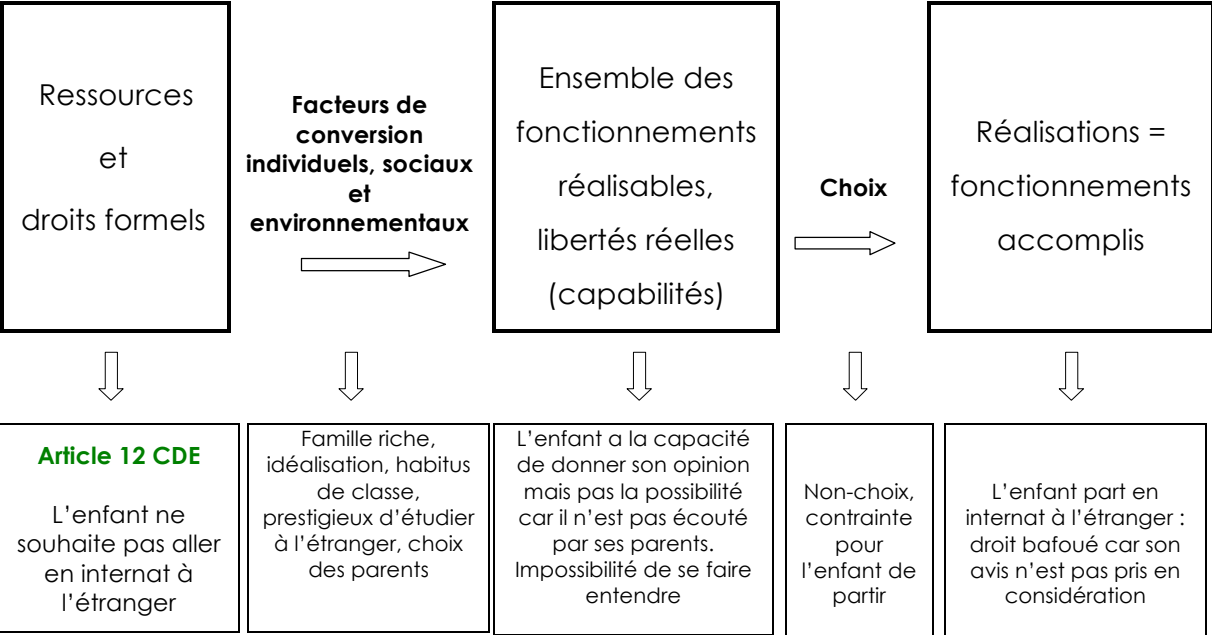 Ressources
et
droits formels
Facteurs de
conversion
individuels, sociaux
et
environnementaux
Ensemble des
fonctionnements
réalisables,
libertés réelles
(capabilités)
Choix
Réalisations =
fonctionnements
accomplis
Article 12 CDE
L’enfant ne
souhaite pas aller
en internat à
l’étranger
Famille riche,
idéalisation, habitus
de classe,
prestigieux d’étudier
à l’étranger, choix
des parents
L’enfant a la capacité
de donner son opinion
mais pas la possibilité
car il n’est pas écouté
par ses parents.
Impossibilité de se faire
entendre
Non-choix,
contrainte
pour
l’enfant de
partir
L’enfant part en
internat à l’étranger :
droit bafoué car son
avis n’est pas pris en
considération